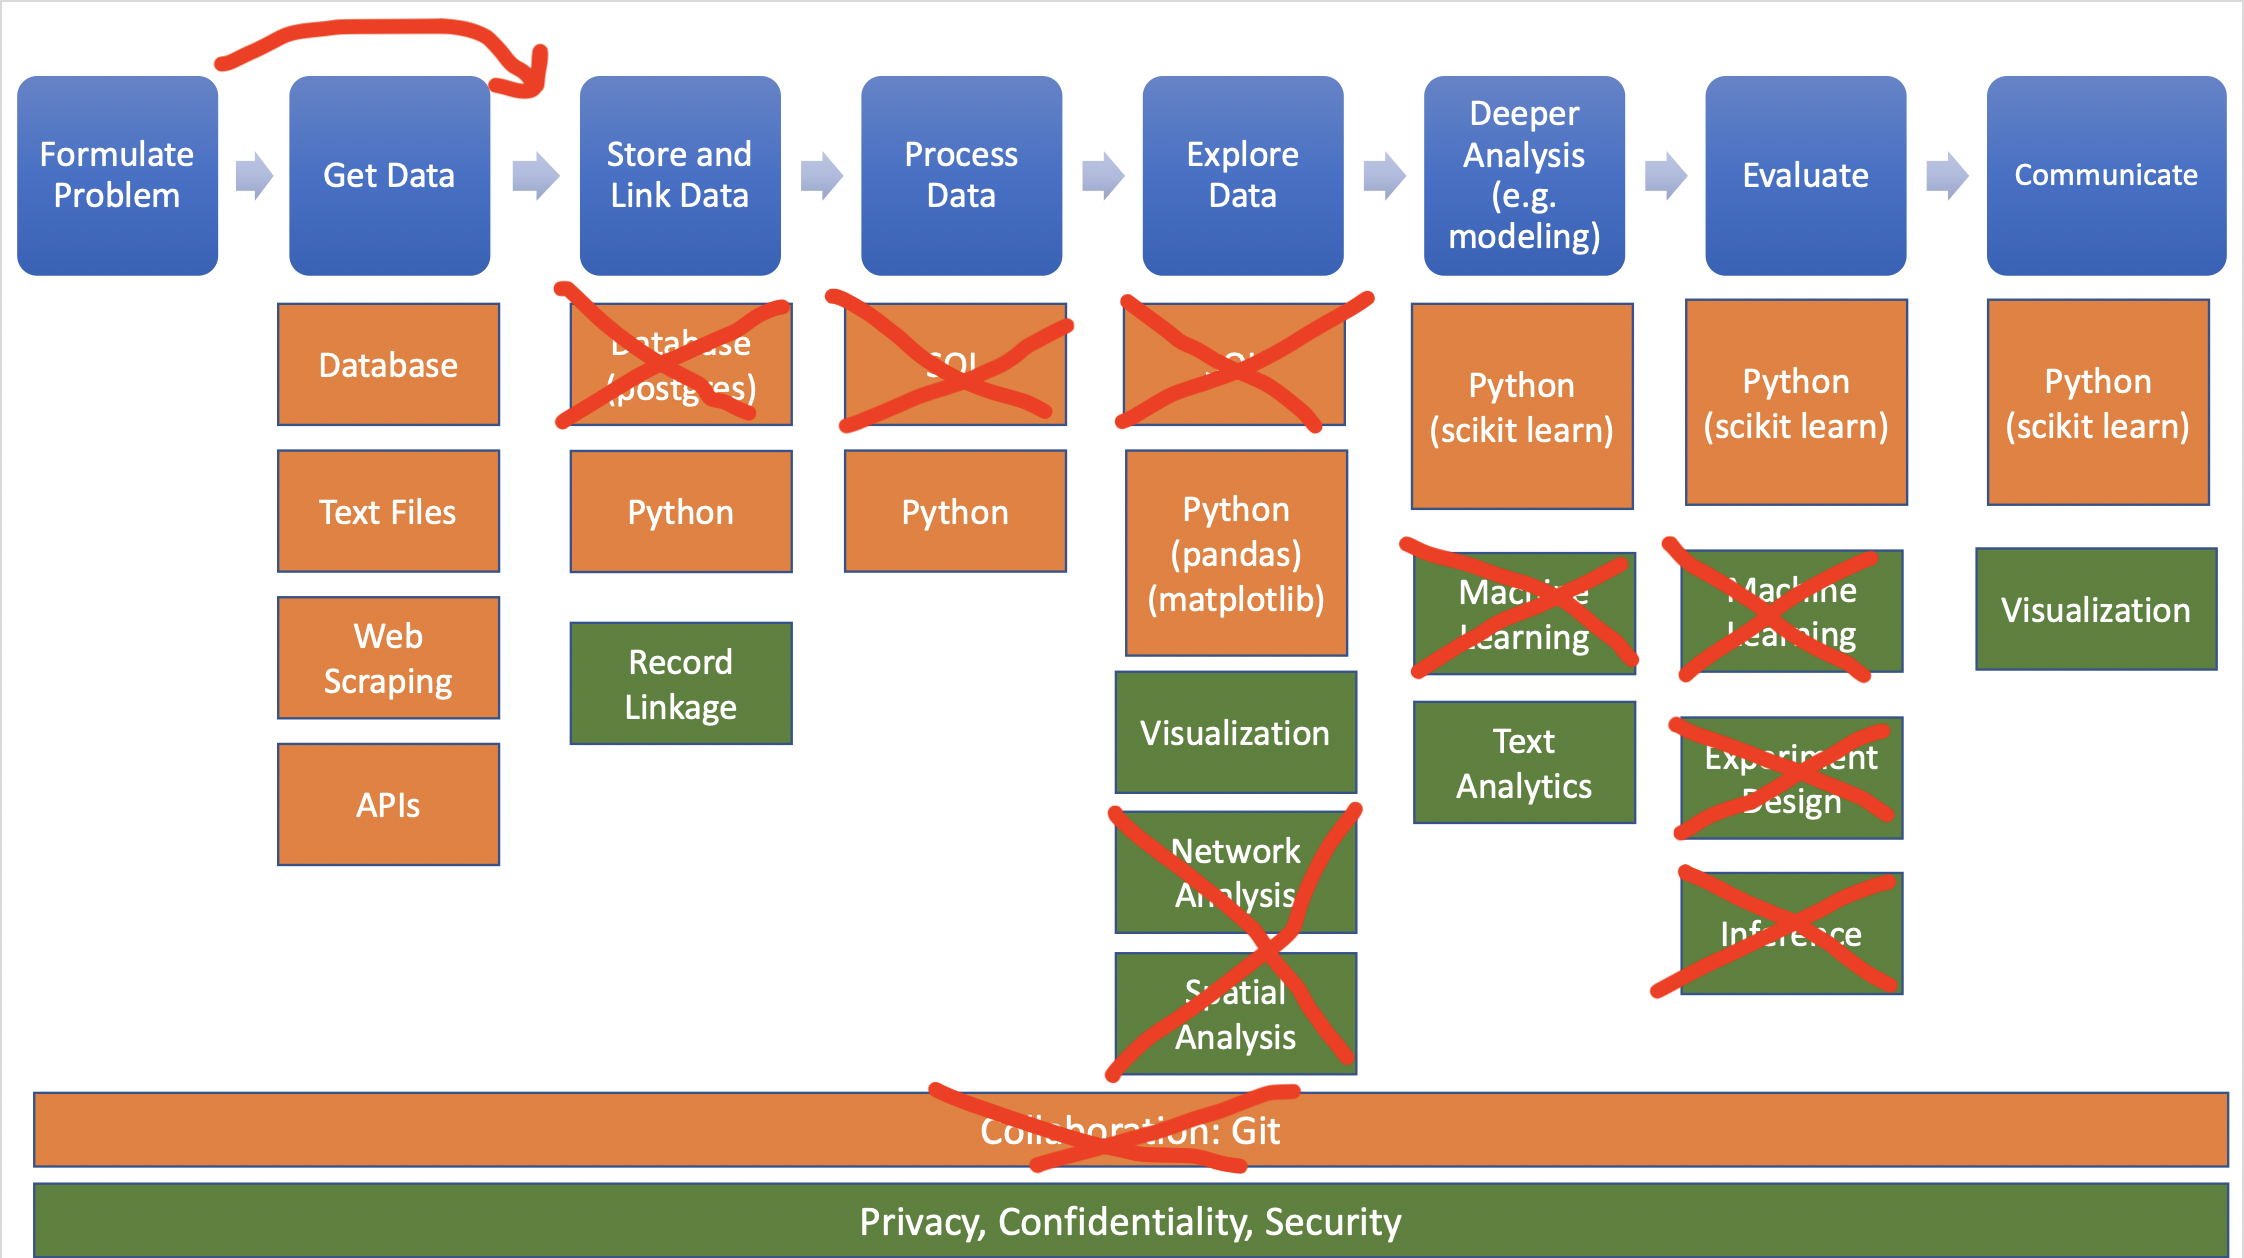 Formulate
Problem
Get Data
Store and
Link Data
Process
Data
Explore
Data
Deeper
Analysis
(e.g.
modeling)
Evaluate
Communicate
Database
Text Files
Web
Scraping
APIs
Database
(postgres)
Python
Record
Linkage
SQL
Python
SQL
Python
(pandas)
(matplotlib)
Visualization
Network
Analysis
Spatial
Analysis
Python
(scikit learn)
Machine
Learning
Text
Analytics
Python
(scikit learn)
Machine
Learning
Experiment
Design
Inference
Python
(scikit learn)
Visualization
Collaboration: Git
Privacy, Confidentiality, Security